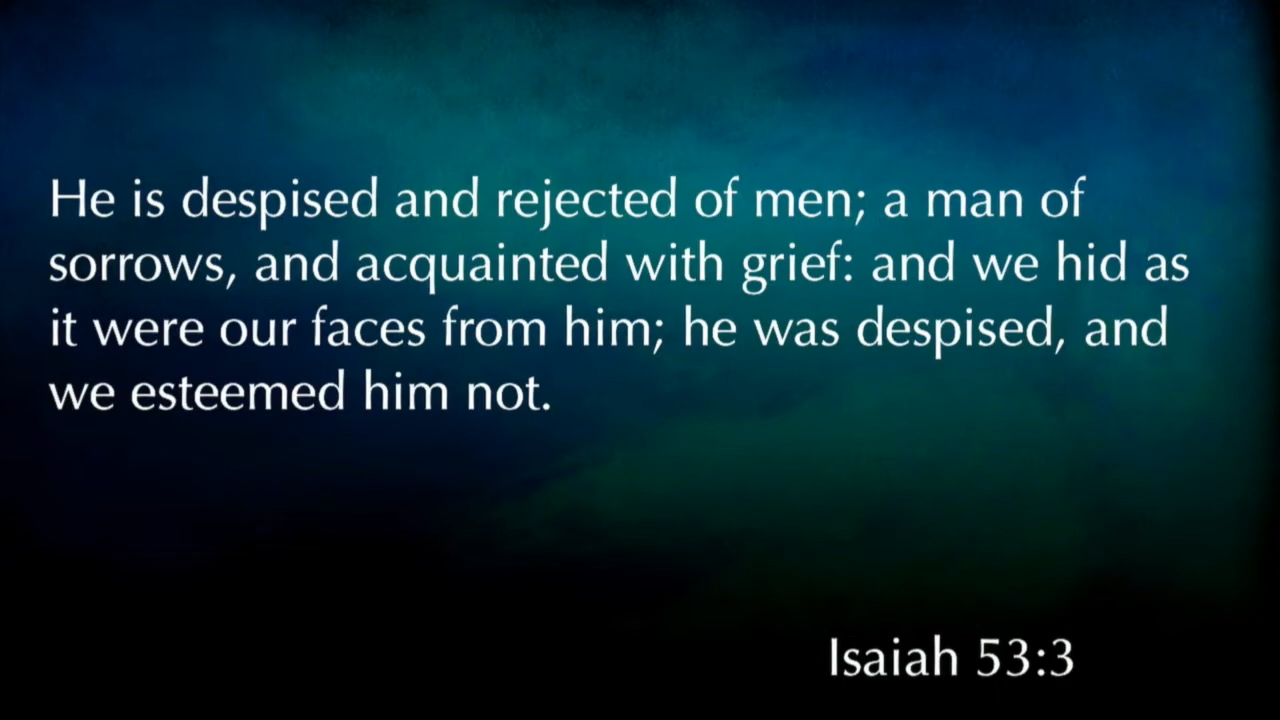 He is despised and rejected of men; a man of
sorrows, and acquainted with grief: and we hid as
it were our faces from him; he was despised, and
we esteemed him not.
Isaiah 53:3